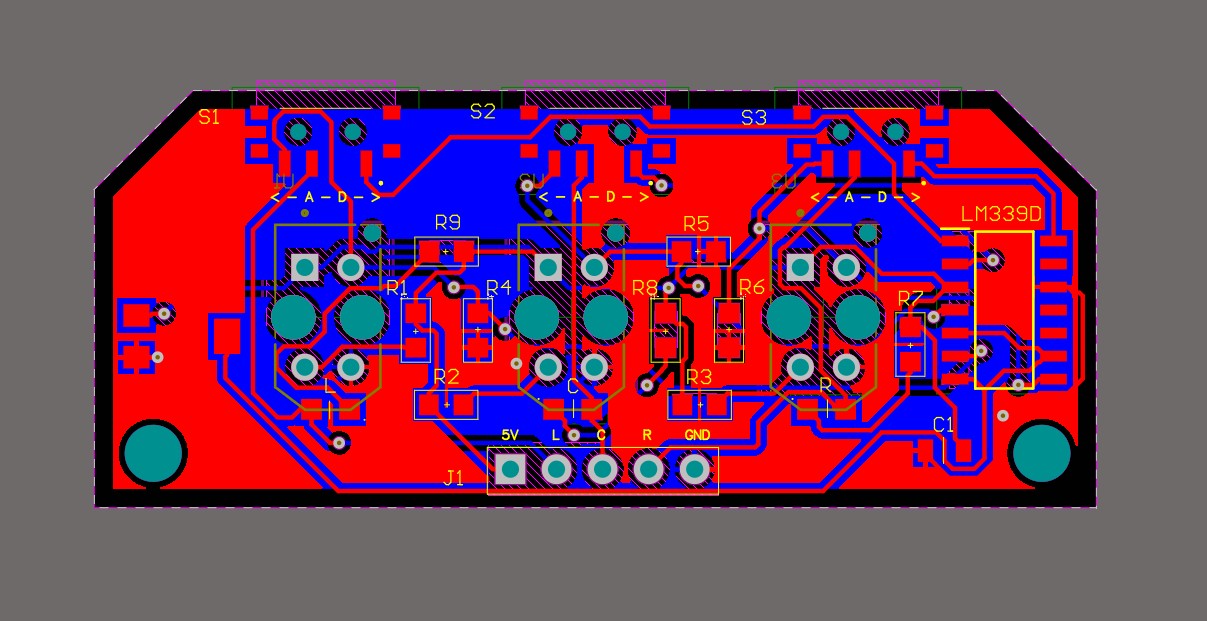 S1
S2
S3
< - A - D - >
< - A - D - >
< - A - D - >
LM339D
R9
R5
R1
R4
R8
R6
R7
R2
R3
L
C
R
C1
5V L C R GND
J1